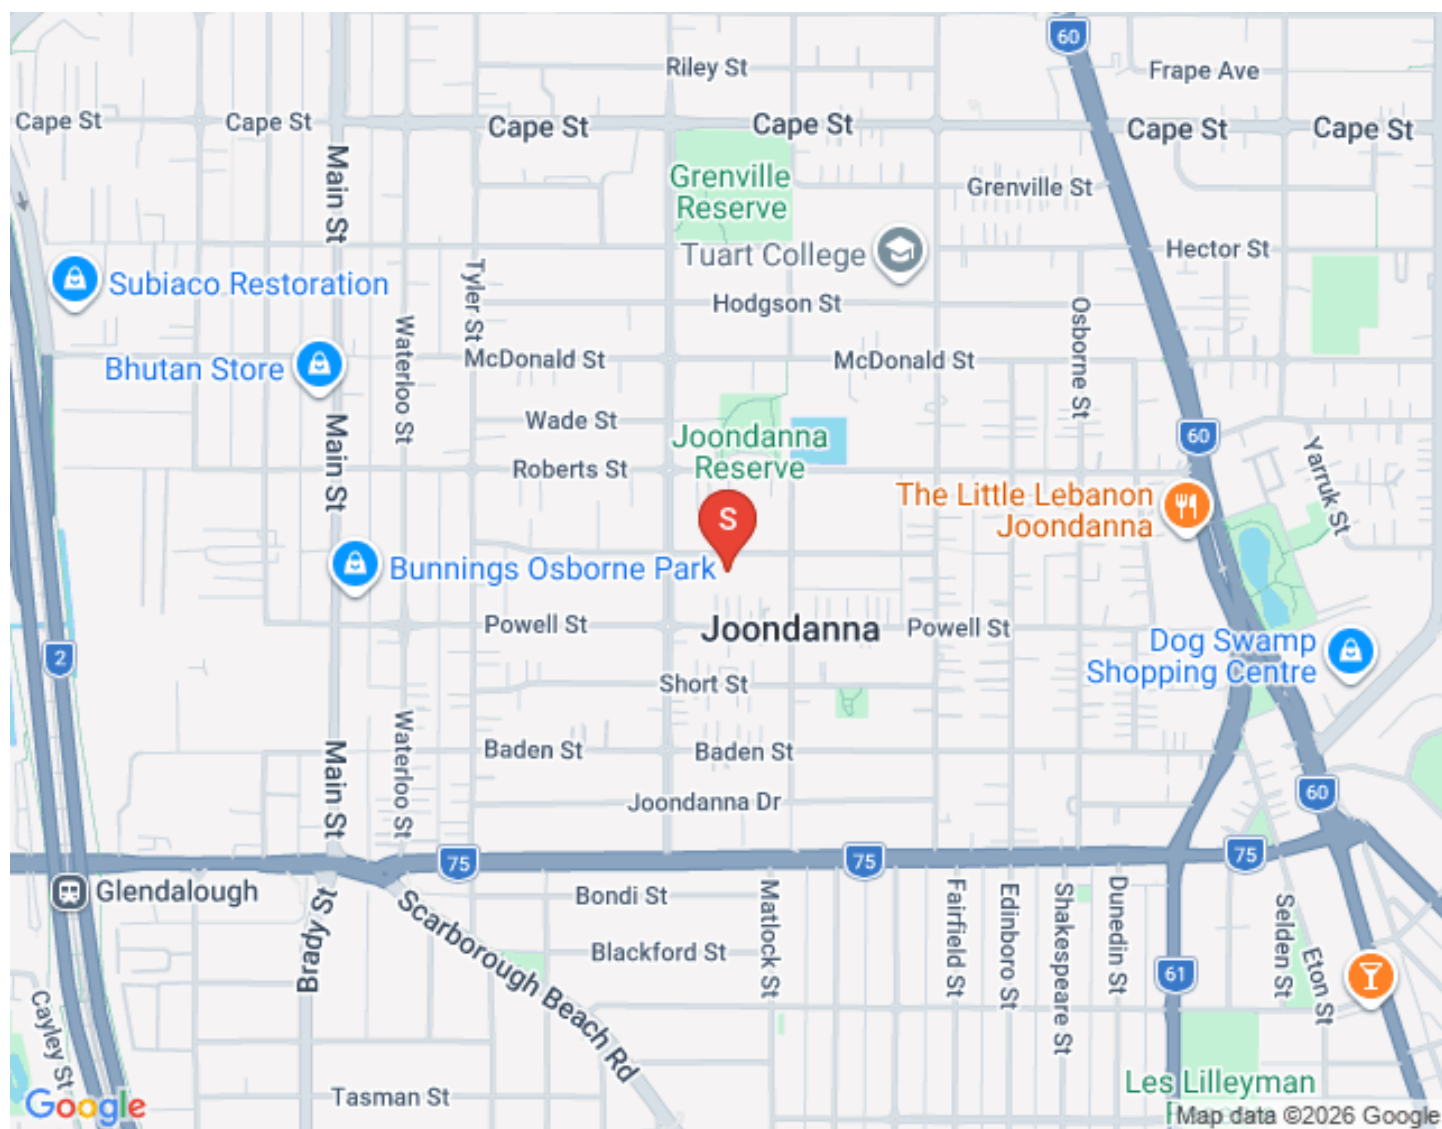 60
Riley St
Frape Ave
Cape St
Cape St
Cape St
Cape St
Cape St
Cape St
Main St
Grenville
Reserve
Grenville St
Tuart College
Hector St
Subiaco Restoration
Tyler St
Hodgson St
Osborne St
Waterloo St
McDonald St
McDonald St
Bhutan Store
Main St
Wade St
Joondanna
Reserve
60
Yarruk St
Roberts St
The Little Lebanon
Joondanna
S
Bunnings Osborne Park
Powell St
Joondanna
Powell St
Dog Swamp
Shopping Centre
2
Short St
Main St
Waterloo St
Baden St
Baden St
Joondanna Dr
60
75
75
75
Glendalough
Brady St
Scarborough Beach Rd
Bondi St
Matlock St
Fairfield St
Edinboro St
Shakespeare St
Dunedin St
Selden St
Eton St
Blackford St
61
Cayley St
Tasman St
Les Lilleyman
Google
Map data ©2026 Google